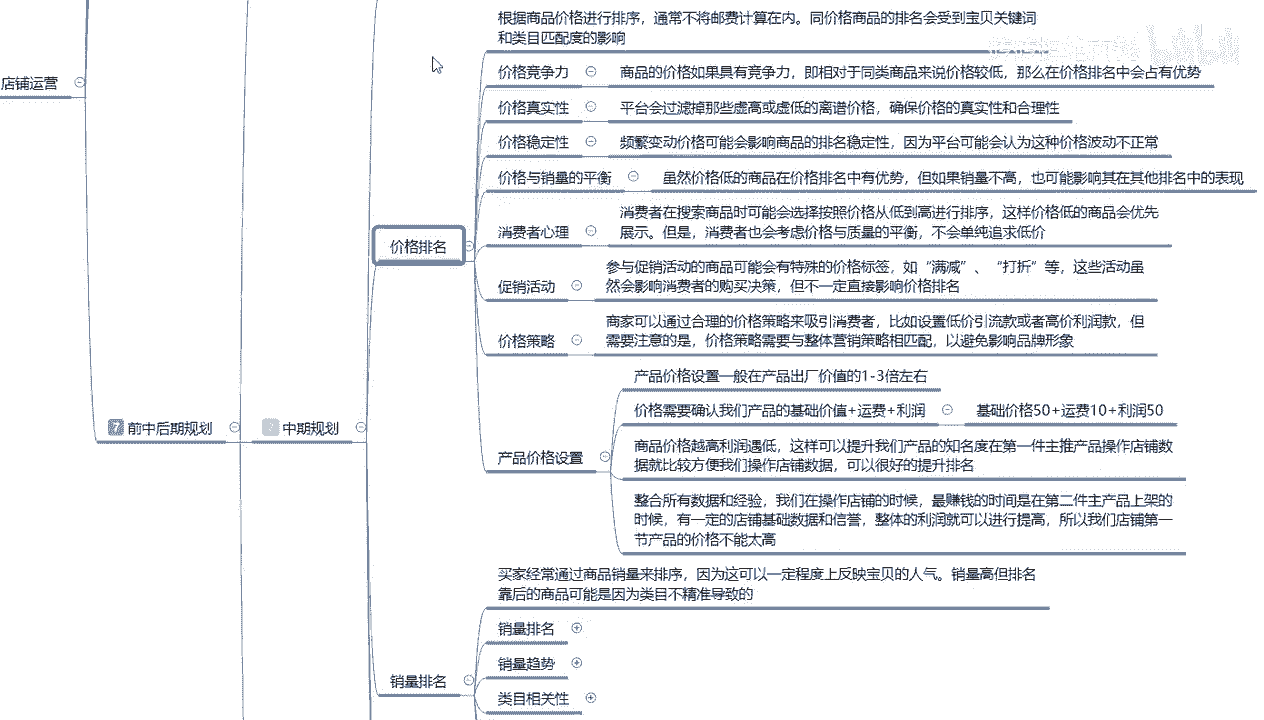 根据商品价格进行排序，通常不将邮费计算在内。同价格商品的排名会受到宝贝关键词
和类目匹配度的影响
店铺运营
价格竞争力
商品的价格如果具有竞争力，即相对于同类商品来说价格较低，那么在价格排名中会占有优势
价格真实性
平台会过滤掉那些虚高或虚低的离谱价格，确保价格的真实性和合理性
价格稳定性
频繁变动价格可能会影响商品的排名稳定性，因为平台可能会认为这种价格波动不正常
价格与销量的平衡
虽然价格低的商品在价格排名中有优势，但如果销量不高，也可能影响其在其他排名中的表现
价格排名
消费者心理
消费者在搜索商品时可能会选择按照价格从低到高进行排序，这样价格低的商品会优先
展示。但是，消费者也会考虑价格与质量的平衡，不会单纯追求低价
促销活动
参与促销活动的商品可能会有特殊的价格标签，如“满减”、“打折”等，这些活动虽
然会影响消费者的购买决策，但不一定直接影响价格排名
价格策略
商家可以通过合理的价格策略来吸引消费者，比如设置低价引流款或者高价利润款，但
需要注意的是，价格策略需要与整体营销策略相匹配，以避免影响品牌形象
7 前中后期规划
中期规划
产品价格设置
产品价格设置一般在产品出厂价值的1-3倍左右
价格需要确认我们产品的基础价值+运费+利润
基础价格50+运费10+利润50
商品价格越高利润遇低，这样可以提升我们产品的知名度在第一件主推产品操作店铺数
据就比较方便我们操作店铺数据，可以很好的提升排名
整合所有数据和经验，我们在操作店铺的时候，最赚钱的时间是在第二件主产品上架的
时候，有一定的店铺基础数据和信誉，整体的利润就可以进行提高，所以我们店铺第一
节产品的价格不能太高
买家经常通过商品销量来排序，因为这可以一定程度上反映宝贝的人气。销量高但排名
靠后的商品可能是因为类目不精准导致的
销量排名
销量排名
销量趋势
类目相关性